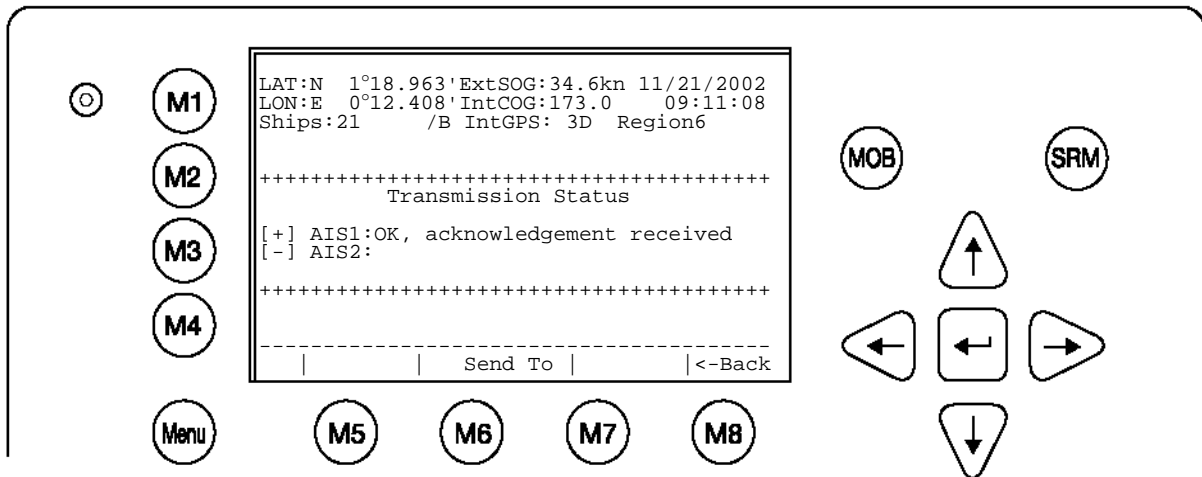 LAT:N  1°18.963'ExtSOG:34.6kn 11/21/2002
LON:E  0°12.408'IntCOG:173.0    09:11:08
Ships:21     /B IntGPS: 3D  Region6
++++++++++++++++++++++++++++++++++++++++
Transmission Status
[+] AIS1:OK, acknowledgement received
[-] AIS2:
++++++++++++++++++++++++++++++++++++++++
----------------------------------------
|        |   Send To |         |<-Back
M1
M2
M3
M4
Menu
M5
M6
M7
M8
MOB
SRM